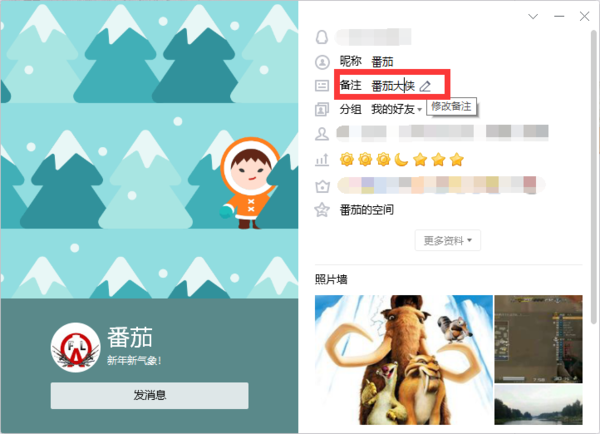 昵称 番茄
备注 番茄大侠
修改备注
分组 我的好友
番茄的空间
更多资料
照片墙
番茄
新年新气象!
发消息